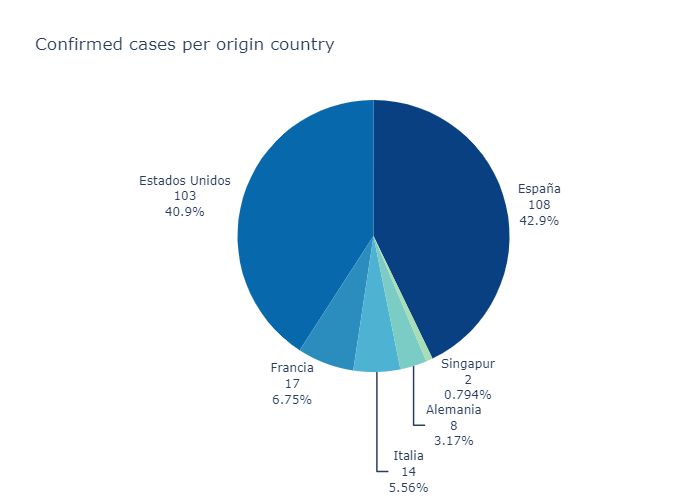 Confirmed cases per origin country
Estados Unidos
103
40.9%
España
108
42.9%
Francia
17
6.75%
Singapur
2
0.794%
Alemania
8
3.17%
Italia
14
5.56%